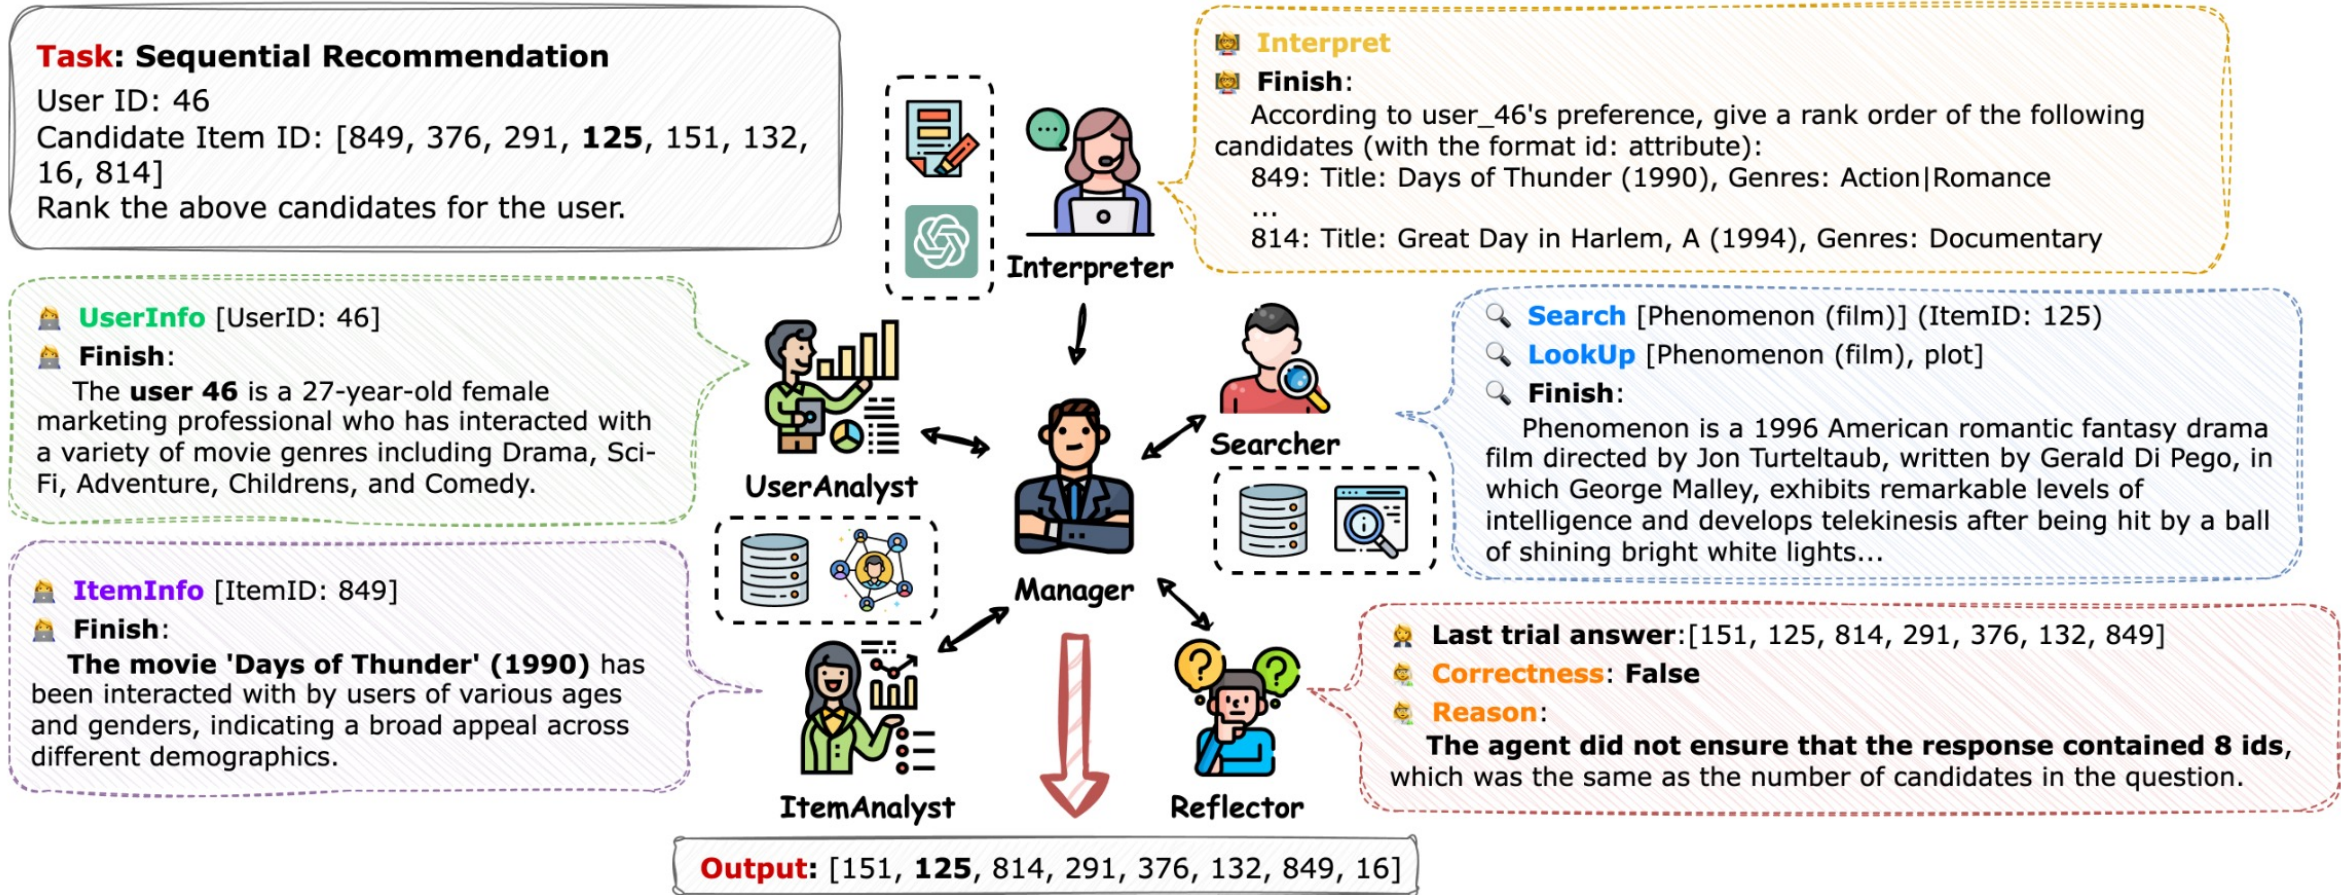 Task: Sequential Recommendation
User ID: 46
Candidate Item ID: [849, 376, 291, 125, 151, 132,
16, 814]
Rank the above candidates for the user.
Interpret
Finish:
According to user_46's preference, give a rank order of the following
candidates (with the format id: attribute):
849: Title: Days of Thunder (1990), Genres: Action|Romance
...
814: Title: Great Day in Harlem, A (1994), Genres: Documentary
Interpreter
UserInfo [UserID: 46]
Finish:
The user 46 is a 27-year-old female
marketing professional who has interacted with
a variety of movie genres including Drama, Sci-
Fi, Adventure, Childrens, and Comedy.
UserAnalyst
Search [Phenomenon (film)] (ItemID: 125)
LookUp [Phenomenon (film), plot]
Finish:
Phenomenon is a 1996 American romantic fantasy drama
film directed by Jon Turteltaub, written by Gerald Di Pego, in
which George Malley, exhibits remarkable levels of
intelligence and develops telekinesis after being hit by a ball
of shining bright white lights...
Searcher
Manager
ItemInfo [ItemID: 849]
Finish:
The movie 'Days of Thunder' (1990) has
been interacted with by users of various ages
and genders, indicating a broad appeal across
different demographics.
ItemAnalyst
Last trial answer:[151, 125, 814, 291, 376, 132, 849]
Correctness: False
Reason:
The agent did not ensure that the response contained 8 ids,
which was the same as the number of candidates in the question.
Reflector
Output: [151, 125, 814, 291, 376, 132, 849, 16]